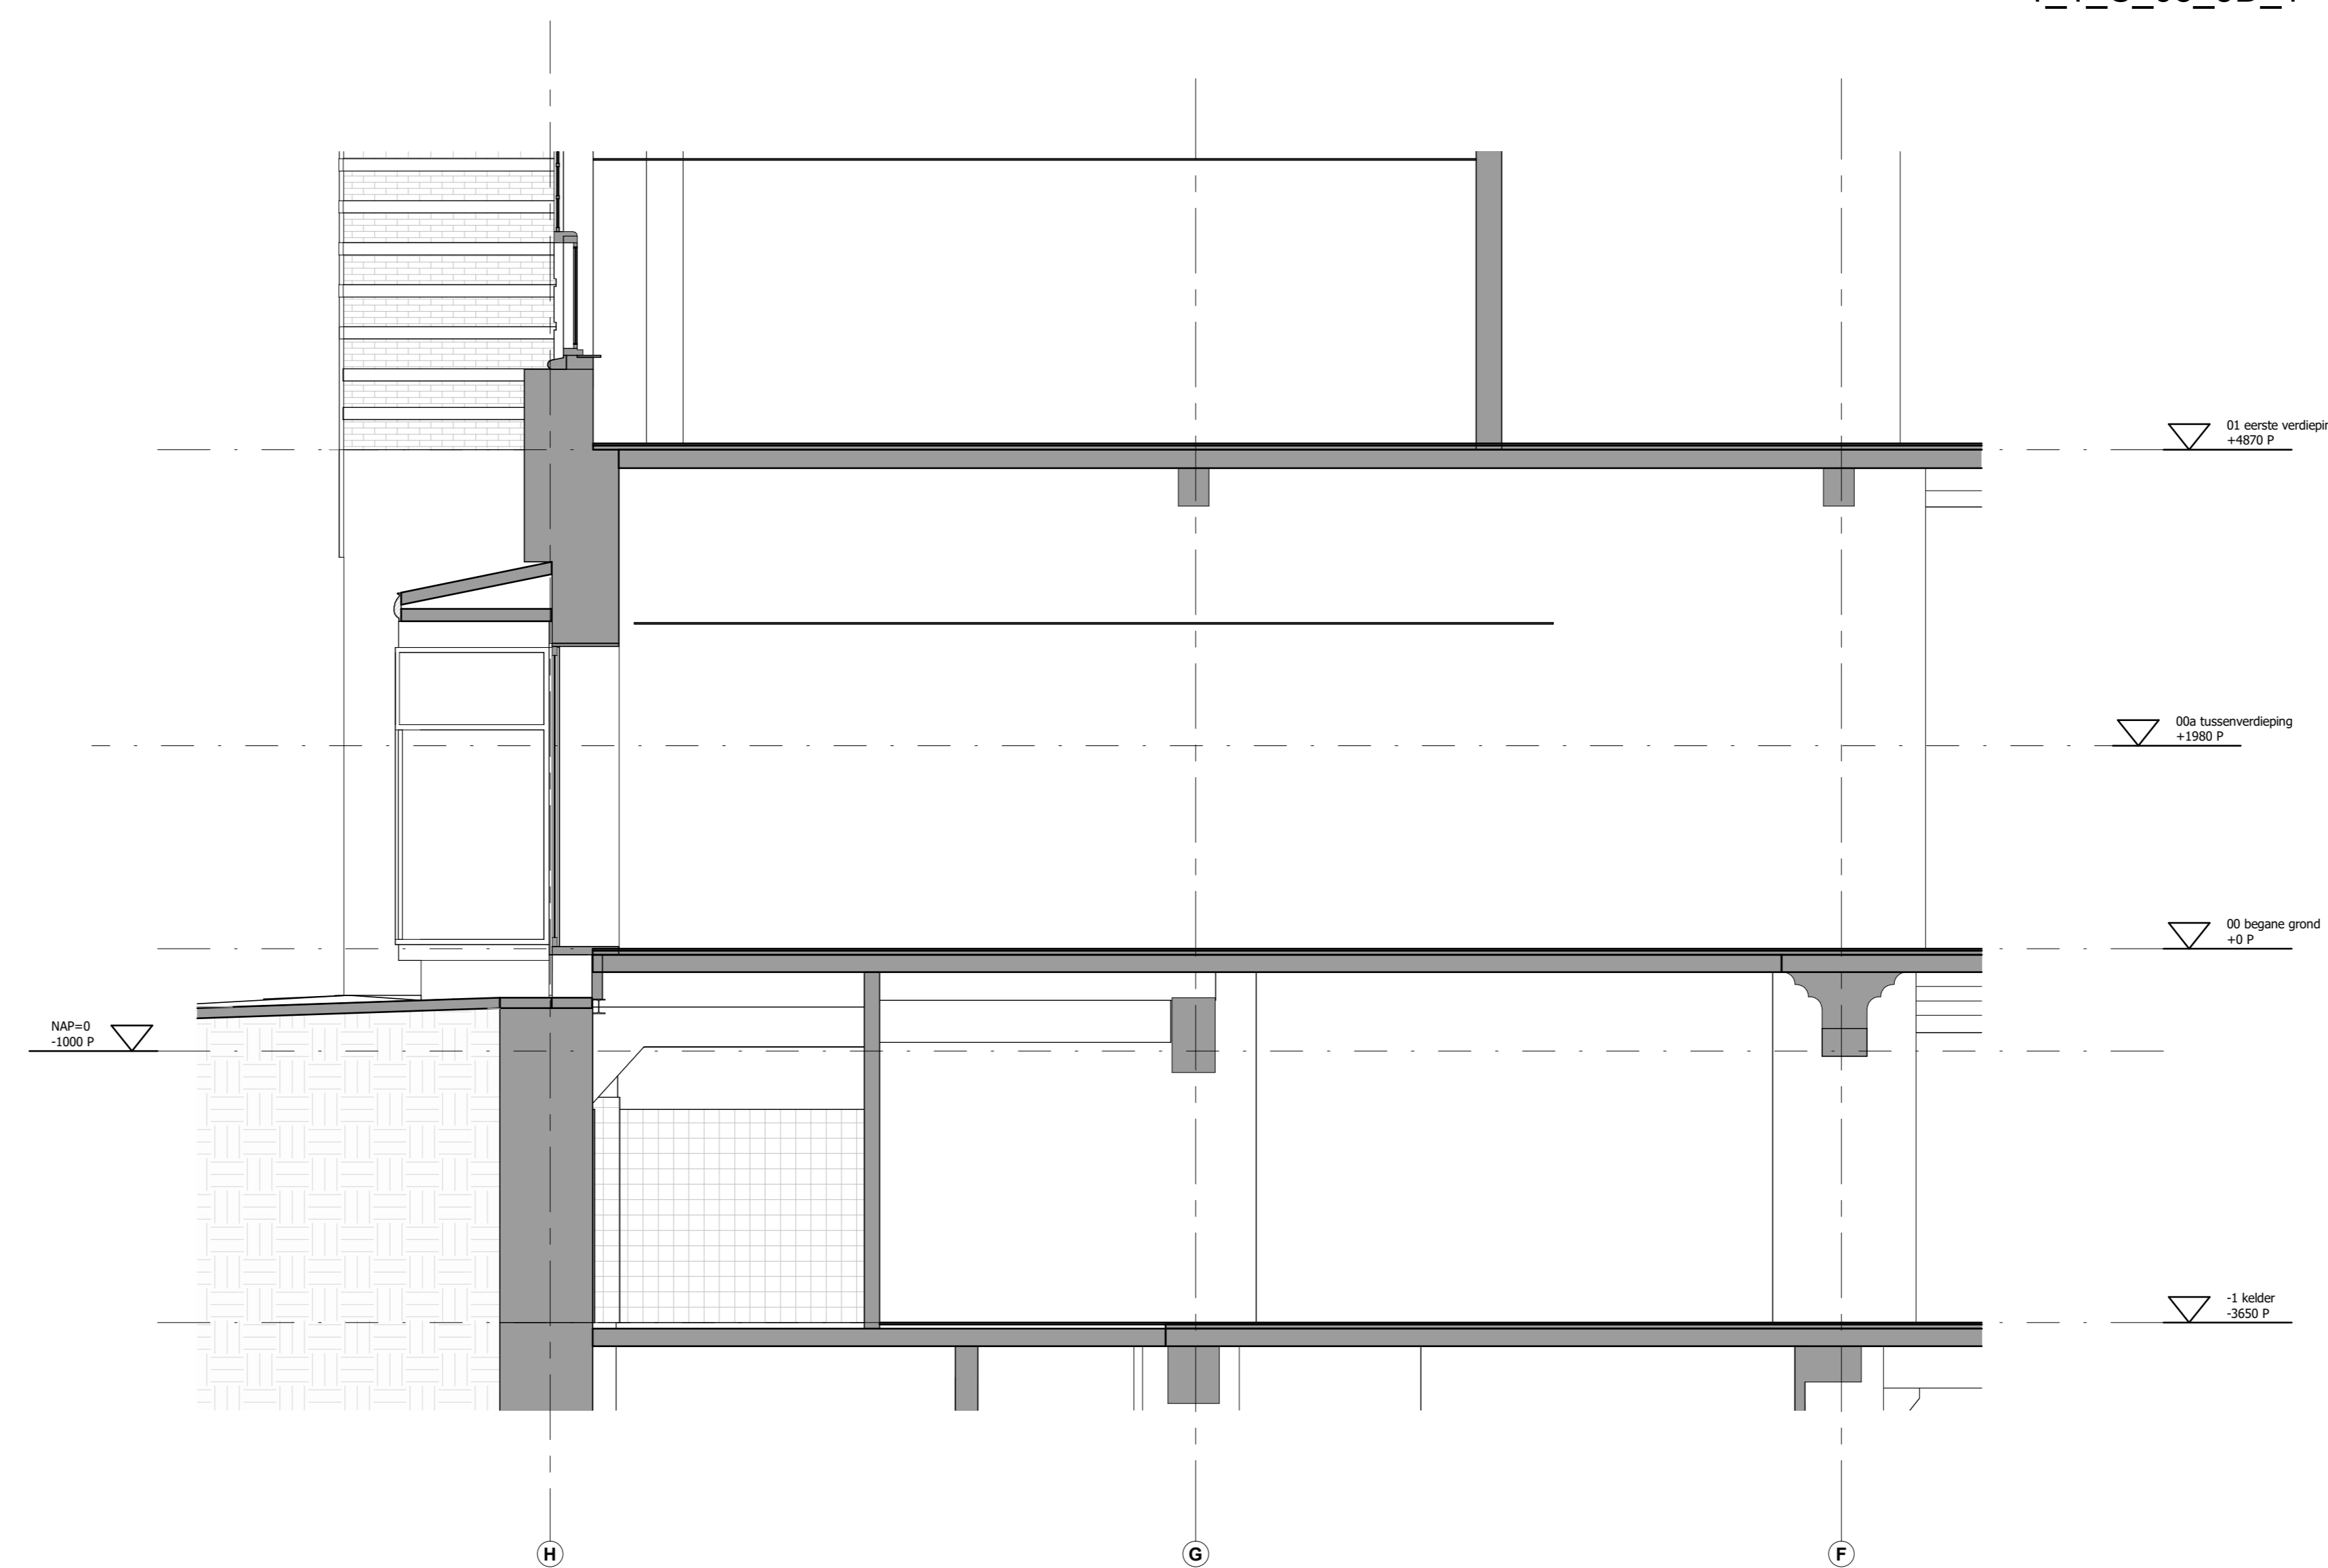 01 eerste verdiepin
+4870 P
00a tussenverdieping
+1980 P
00 begane grond
+0 P
NAP=0
-1000 P
-1 kelder
-3650 P
H
G
F